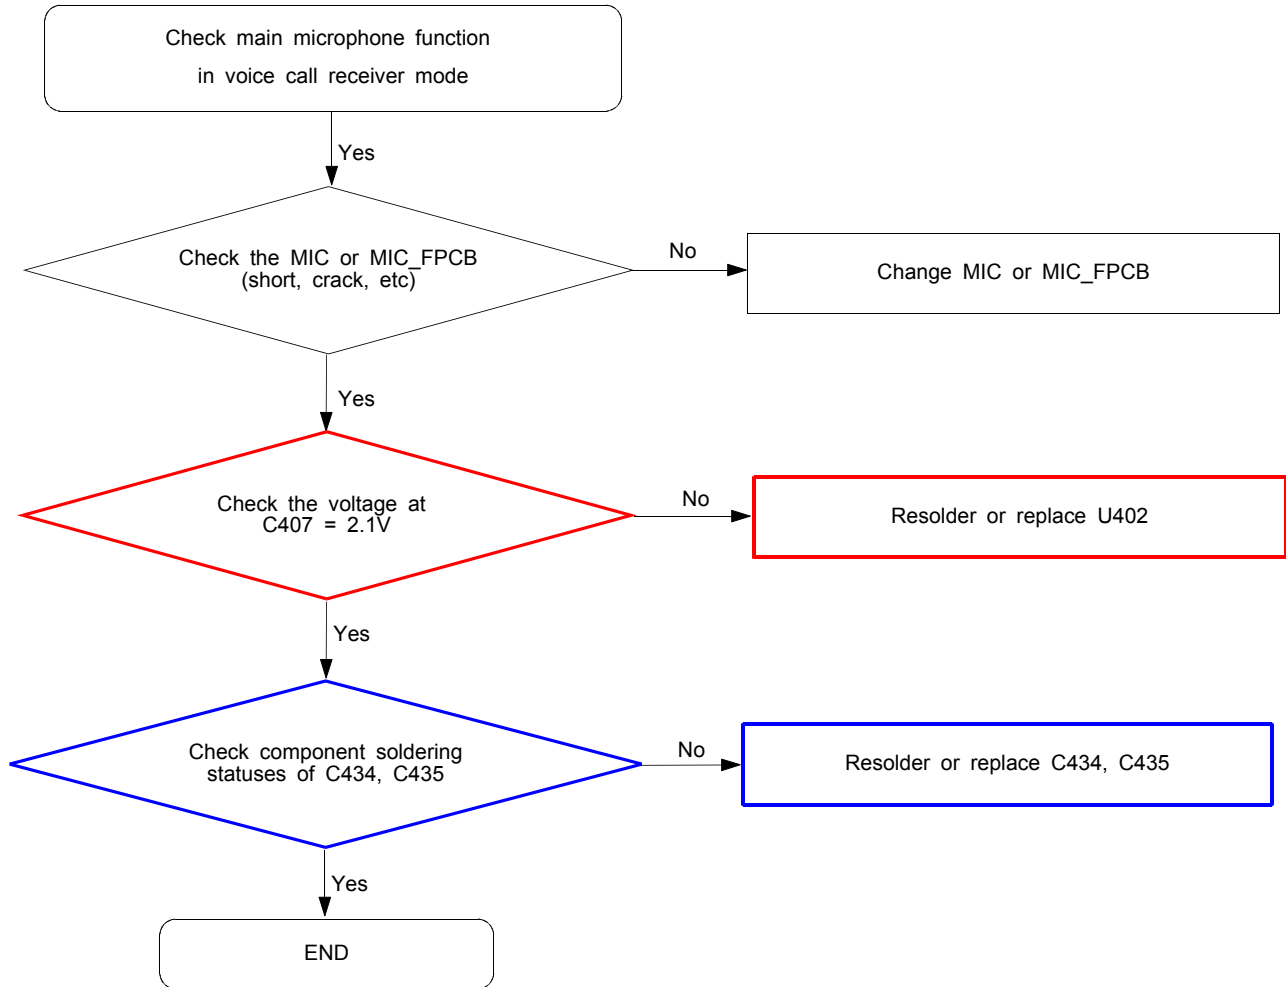 Check main microphone function
in voice call receiver mode
Yes
Check the MIC or MIC_FPCB
(short, crack, etc)
No
Change MIC or MIC_FPCB
Yes
Check the voltage at
C407 = 2.1V
No
Resolder or replace U402
Yes
Check component soldering
statuses of C434, C435
No
Resolder or replace C434, C435
Yes
END